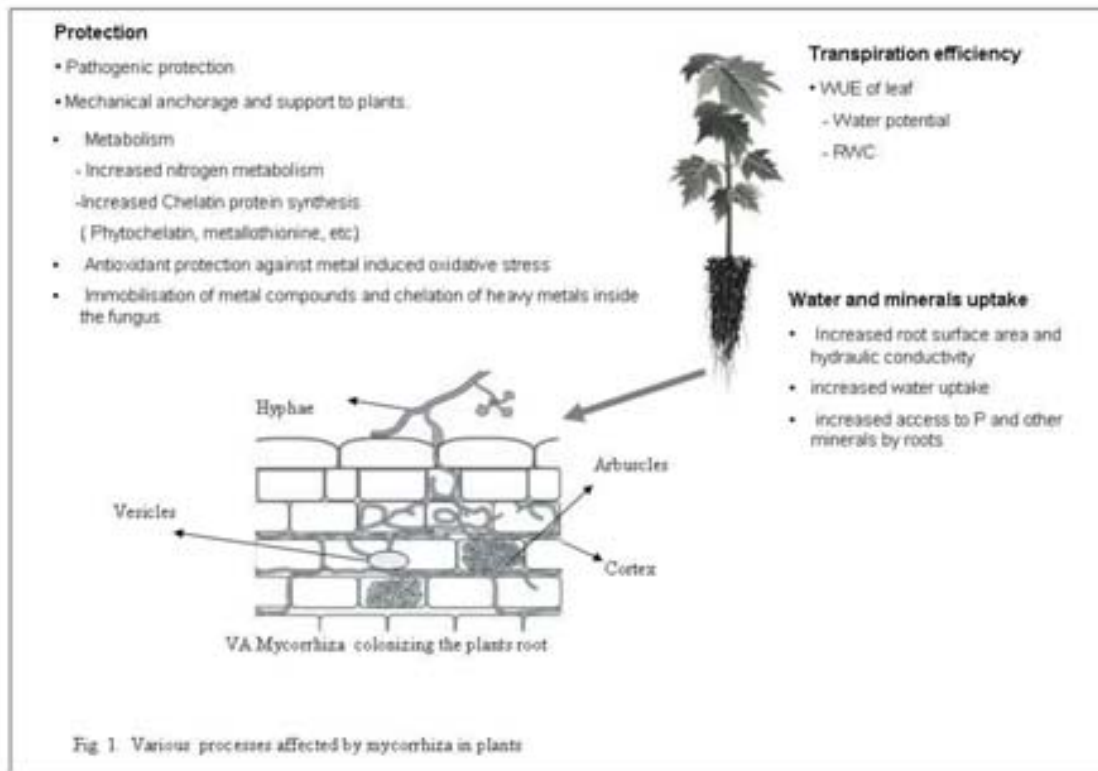 Protection
• Pathogenic protection
• Mechanical anchorage and support to plants.
• Metabolism
- Increased nitrogen metabolism
-Increased Chelatin protein synthesis
( Phytochelatin, metallothionine, etc)
• Antioxidant protection against metal induced oxidative stress
• Immobilisation of metal compounds and chelation of heavy metals inside
the fungus
Transpiration efficiency
• WUE of leaf
- Water potential
- RWC
Water and minerals uptake
• Increased root surface area and
hydraulic conductivity
• increased water uptake
• increased access to P and other
minerals by roots
Hyphae
Arbuscles
Vesicles
Cortex
VA Mycorrhiza colonizing the plants root
Fig. 1. Various processes affected by mycorrhiza in plants